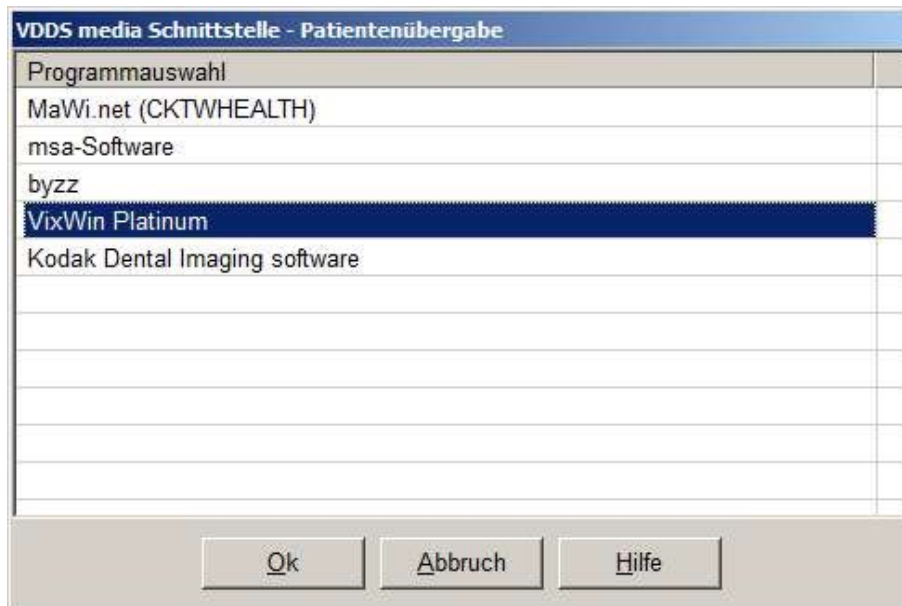 VDDS media Schnittstelle - Patientenübergabe
Programmauswahl
MaWi.net (CKTWHEALTH)
msa-Software
byzz
VixWin Platinum
Kodak Dental Imaging software
Ok Abbruch Hilfe